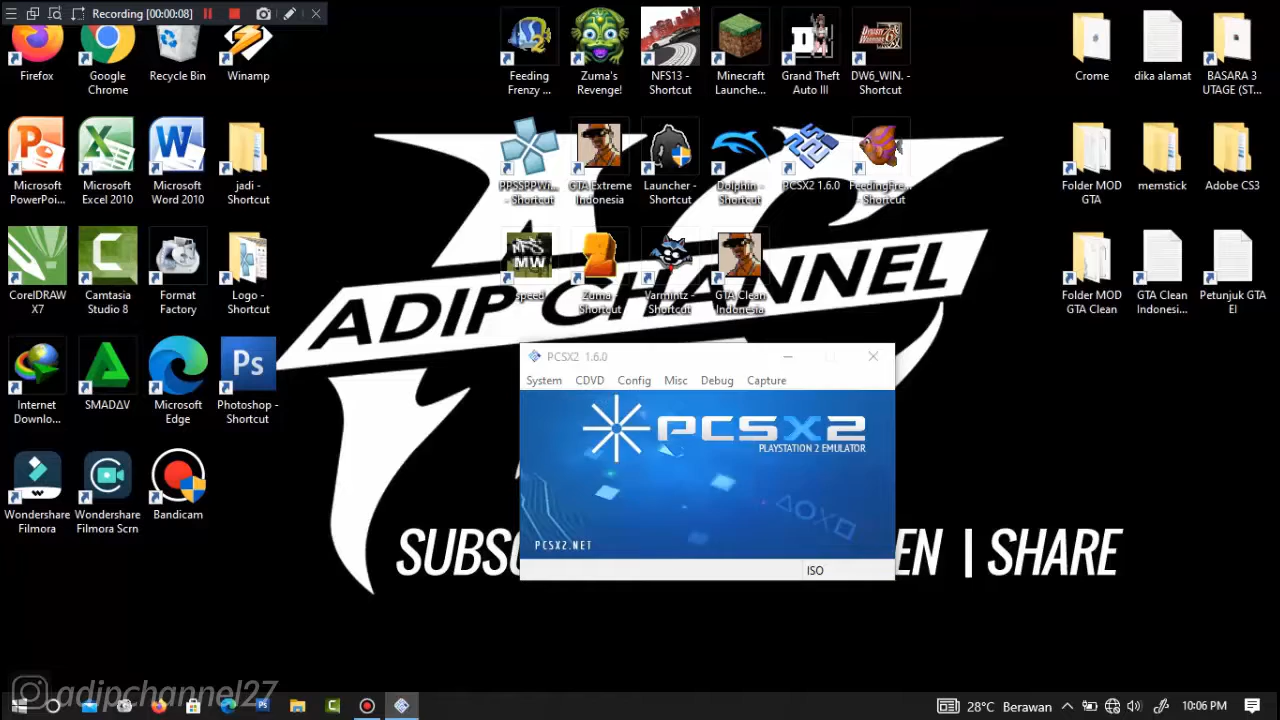 Recording [00:00:08]
Firefox
Google
Chrome
Recycle Bin
Winamp
Feeding
Frenzy ...
Zuma's
Revenge!
NFS13 -
Shortcut
Minecraft
Launche...
Grand Theft
Auto III
DW6_WIN. -
Shortcut
Crome
dika alamat
BASARA 3
UTAGE (ST...
Microsoft
PowerPoi...
Microsoft
Excel 2010
Microsoft
Word 2010
jadi -
Shortcut
PPSSPPWi...
- Shortcut
GTA Extreme
Indonesia
Launcher -
Shortcut
Dolphin -
Shortcut
PCSX2 1.6.0
FeedingFre...
- Shortcut
Folder MOD
GTA
memstick
Adobe CS3
CorelDRAW
X7
Camtasia
Studio 8
Format
Factory
Logo -
Shortcut
NFS
MW
speed
Zuma -
Shortcut
Varmintz -
Shortcut
GTA Clean
Indonesia
Folder MOD
GTA Clean
GTA Clean
Indonesi...
Petunjuk GTA
EI
ADIP CHANNEL
Internet
Downlo...
SMADΔV
Microsoft
Edge
Ps
Photoshop -
Shortcut
PCSX2 1.6.0
System CDVD Config Misc Debug Capture
PCSX2
PLAYSTATION 2 EMULATOR
PCSX2.NET
ISO
Wondershare
Filmora
Wondershare
Filmora Scrn
Bandicam
EN | SHARE
adipchannel27
28°C Berawan
10:06 PM